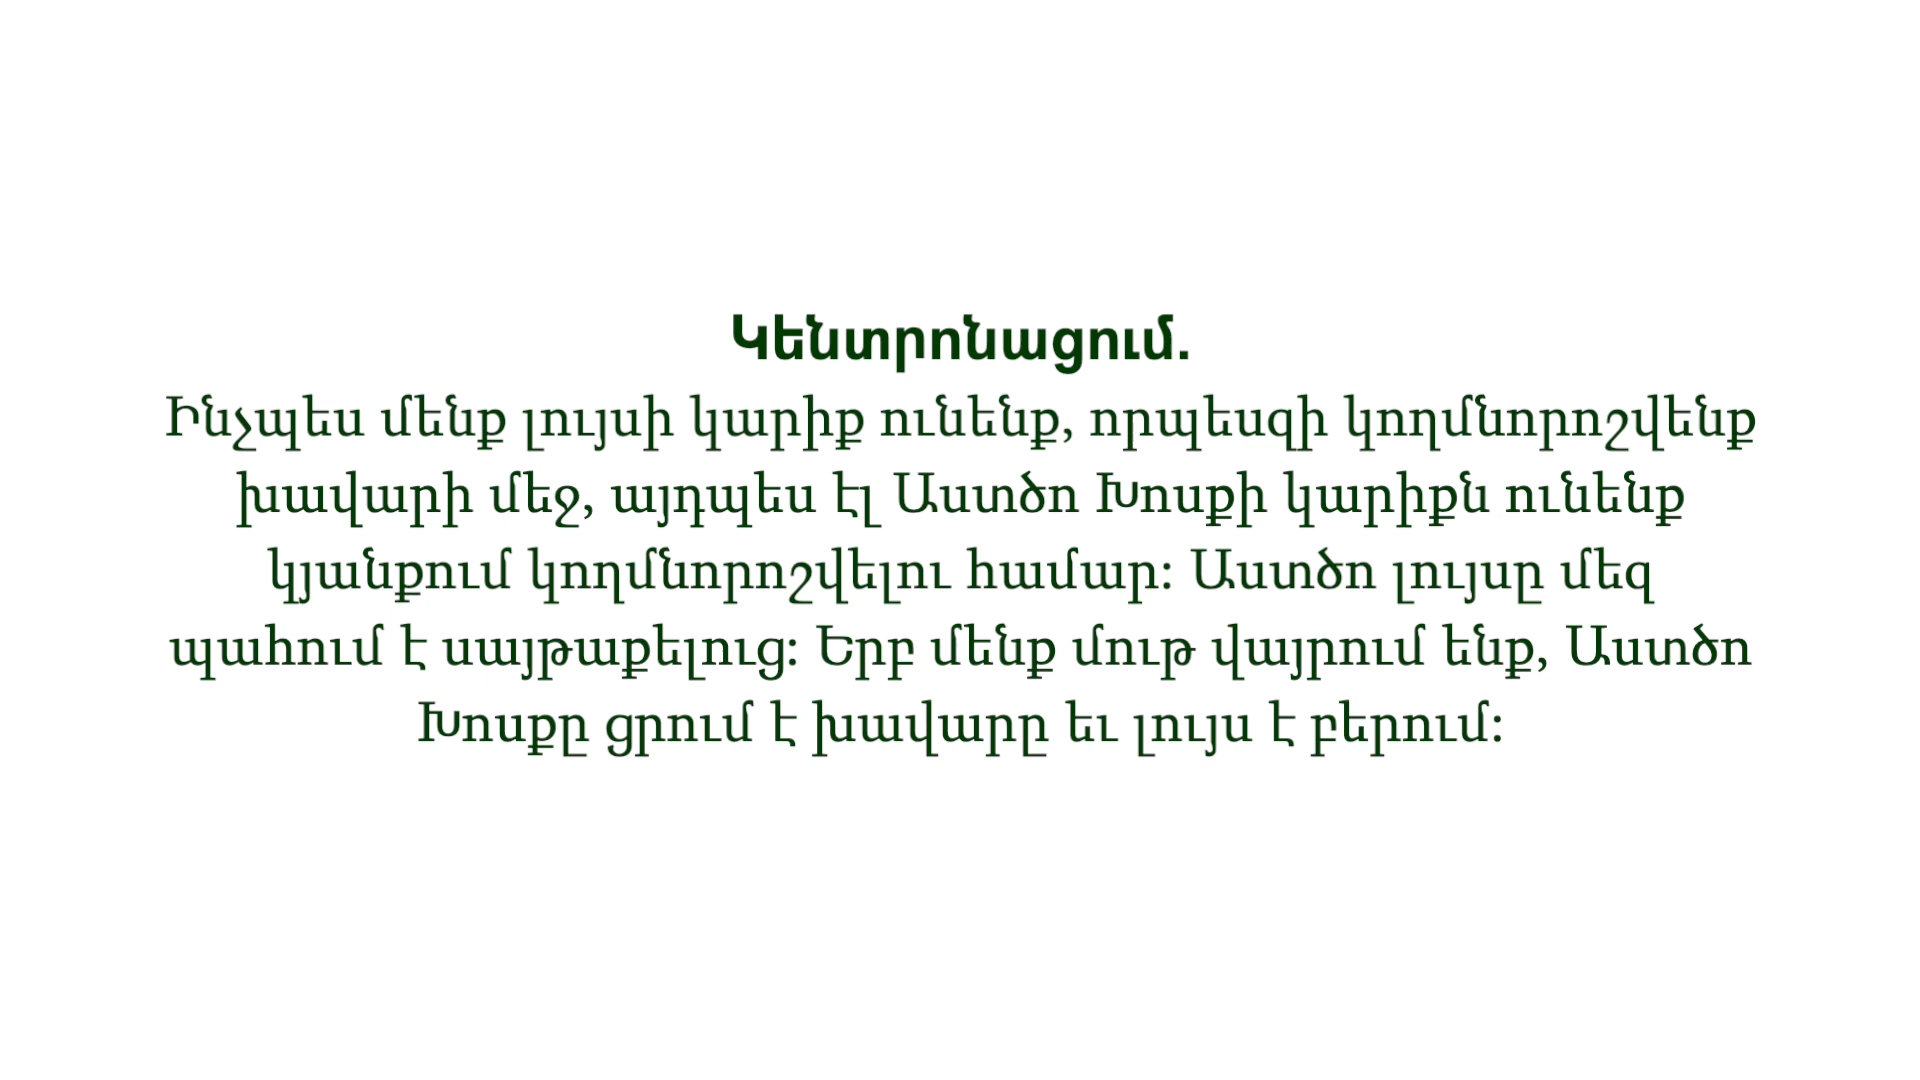 Կենտրոնացում.
Ինչպես մենք լույսի կարիք ունենք, որպեսզի կողմնորոշվենք
խավարի մեջ, այդպես էլ Աստծո Խոսքի կարիքն ունենք
կյանքում կողմնորոշվելու համար: Աստծո լույսը մեզ
պահում է սայթաքելուց: Երբ մենք մութ վայրում ենք, Աստծո
Խոսքը ցրում է խավարը եւ լույս է բերում: